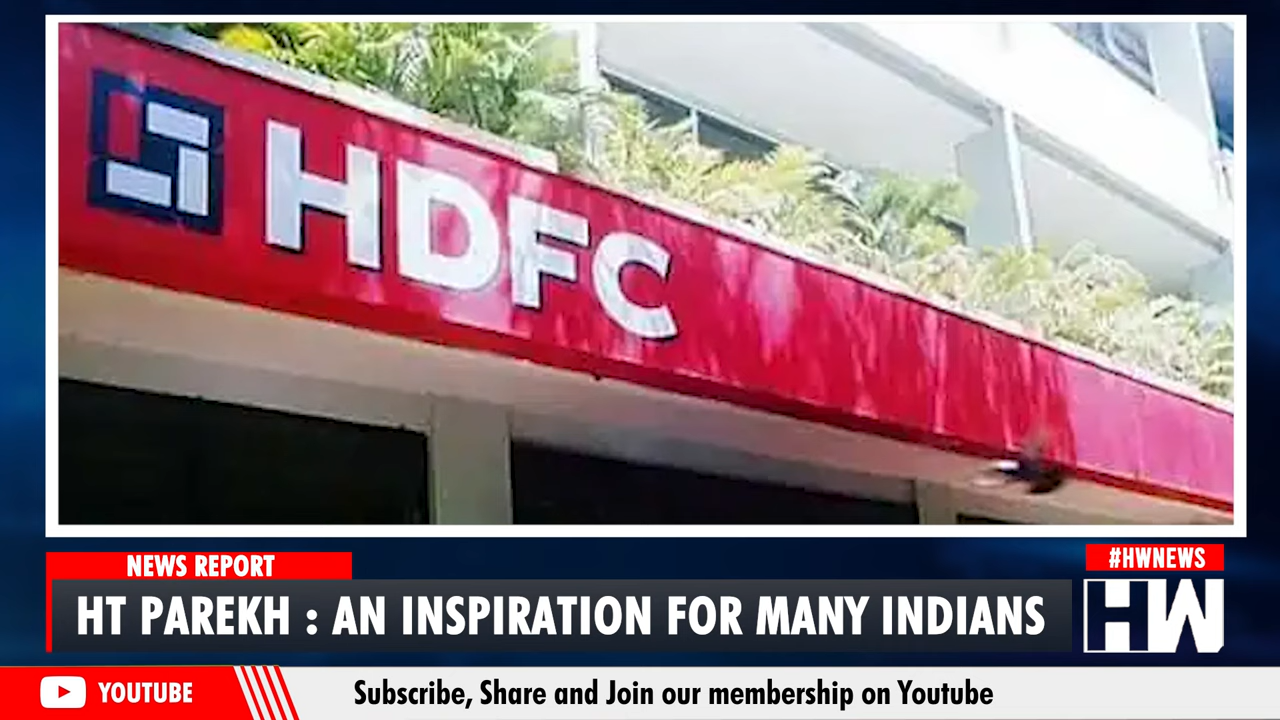 HDFC
NEWS REPORT
#HWNEWS
HT PAREKH : AN INSPIRATION FOR MANY INDIANS
HW
YOUTUBE
Subscribe, Share and Join our membership on Youtube